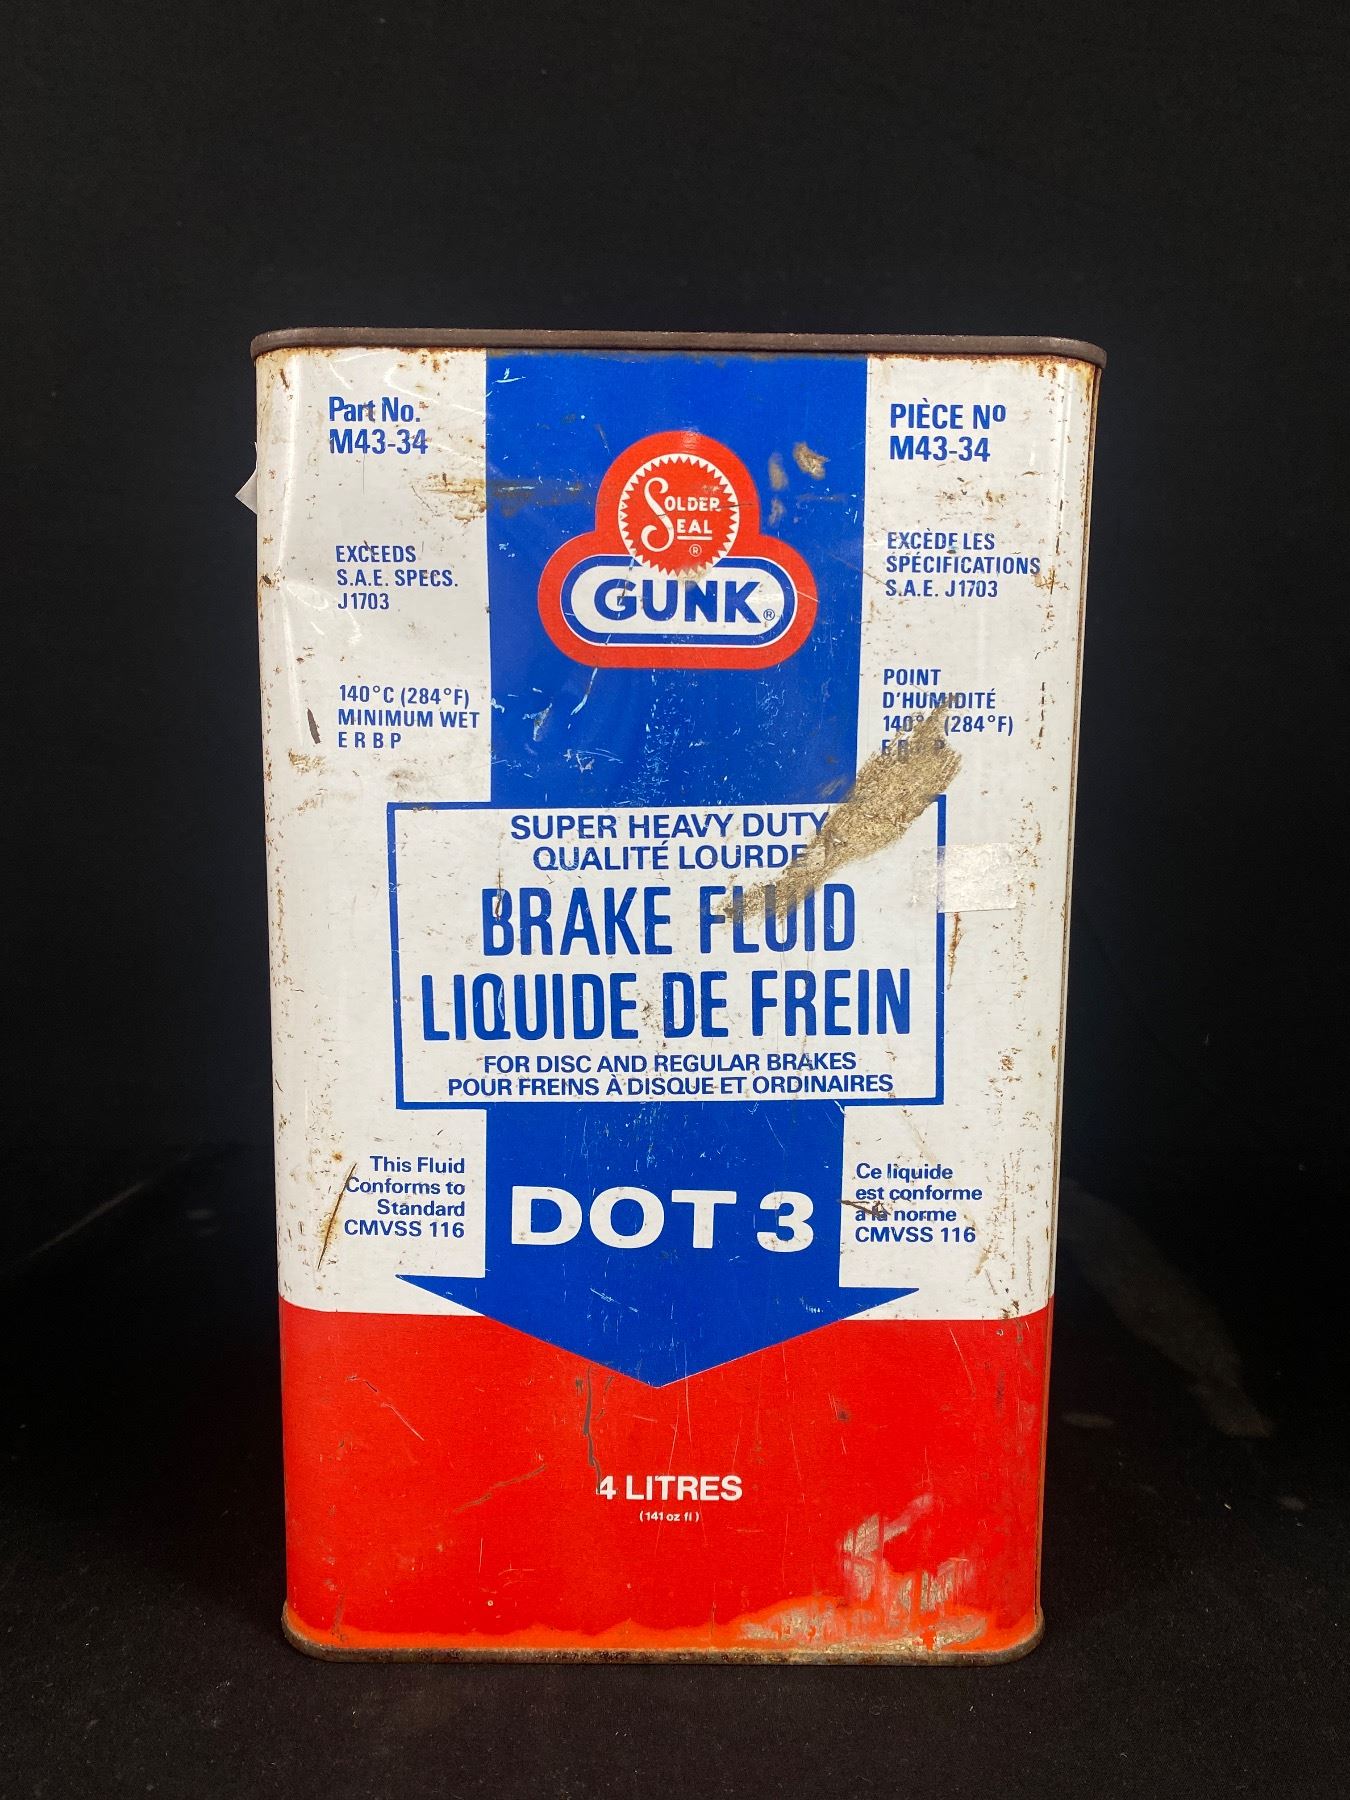 Part No.
M43-34
EXCEEDS
S.A.E. SPECS.
J1703
140°C (284°F)
MINIMUM WET
E R B P
SOLDER
SEAL
®
GUNK®
PIÈCE Nº
M43-34
EXCÈDE LES
SPÉCIFICATIONS
S.A.E. J1703
POINT
D'HUMIDITÉ
(284°F)
SUPER HEAVY DUTY
QUALITÉ LOURDE
BRAKE FLUID
LIQUIDE DE FREIN
FOR DISC AND REGULAR BRAKES
POUR FREINS À DISQUE ET ORDINAIRES
This Fluid
Conforms to
Standard
CMVSS 116
DOT 3
Ce liquide
est conforme
à la norme
CMVSS 116
4 LITRES
(141 oz fl)